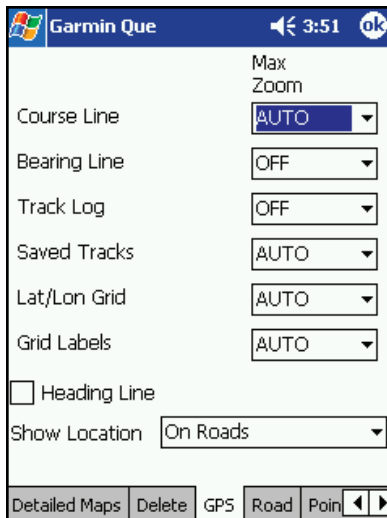 Garmin Que 3:51 ok
Max
Zoom
Course Line AUTO
Bearing Line OFF
Track Log OFF
Saved Tracks AUTO
Lat/Lon Grid AUTO
Grid Labels AUTO
Heading Line
Show Location On Roads
Detailed Maps Delete GPS Road Poin